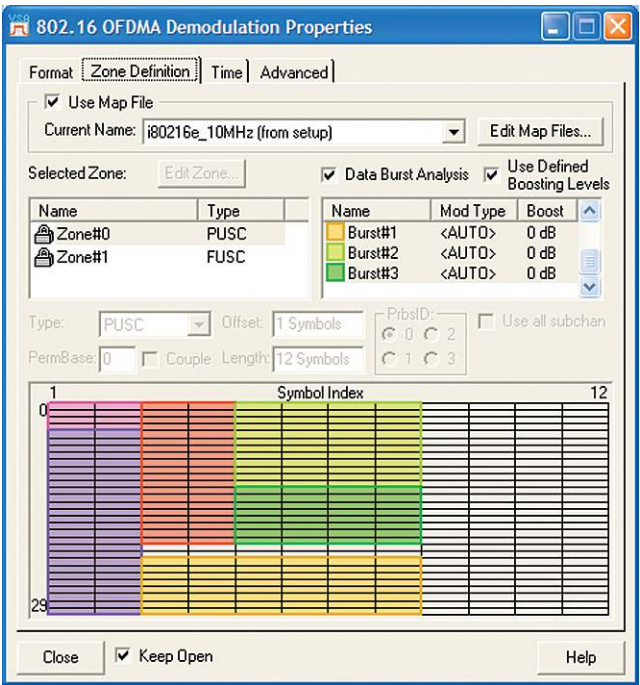 VSA 802.16 OFDMA Demodulation Properties
Format Zone Definition Time Advanced
Use Map File
Current Name: i80216e_10MHz (from setup) Edit Map Files...
Selected Zone: Edit Zone... Data Burst Analysis Use Defined Boosting Levels
Name Type Name Mod Type Boost
Zone#0 PUSC Burst#1 <AUTO> 0 dB
Zone#1 FUSC Burst#2 <AUTO> 0 dB
Burst#3 <AUTO> 0 dB
Type: PUSC Offset: 1 Symbols PrbsID: 0 2 Use all subchan
PermBase: 0 Couple Length: 12 Symbols 1 3
1 Symbol Index 12
0
29
Close Keep Open Help